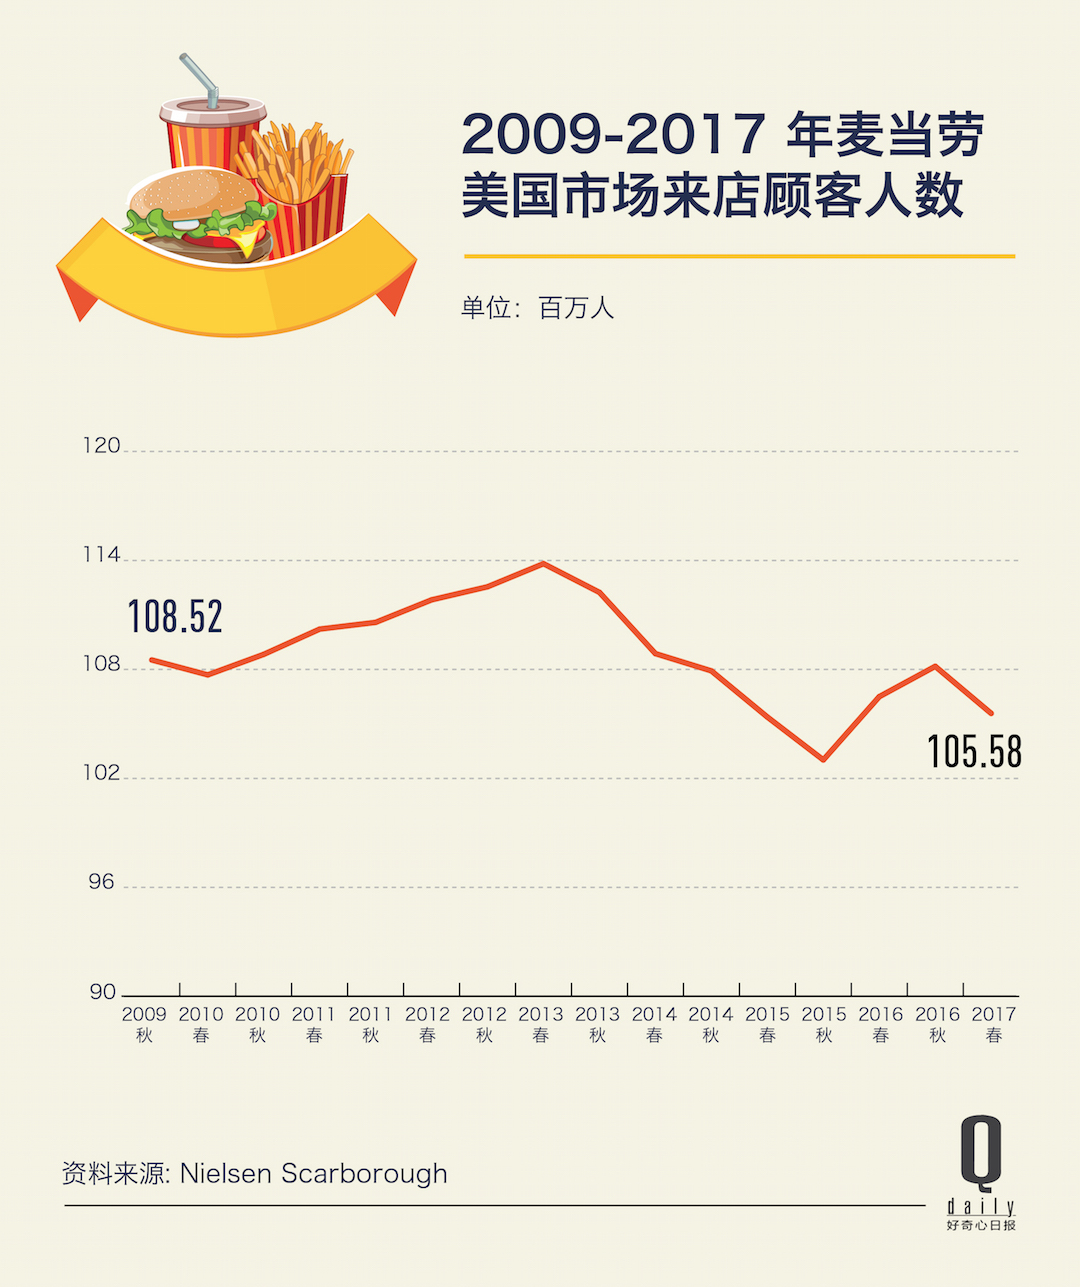 2009-2017 年麦当劳
美国市场来店顾客人数
单位：百万人
120
114
108.52
108
105.58
102
96
90
2009 2010 2010 2011 2011 2012 2012 2013 2013 2014 2014 2015 2015 2016 2016 2017
秋 春 秋 春 秋 春 秋 春 秋 春 秋 春 秋 春 秋 春
资料来源: Nielsen Scarborough
Q
daily
好奇心日报